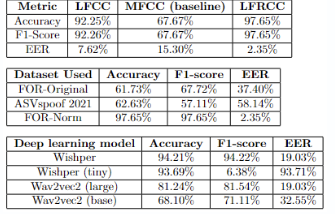 Metric LFCC MFCC (baseline) LFRCC
Accuracy 92.25% 67.67% 97.65%
F1-Score 92.26% 67.67% 97.65%
EER 7.62% 15.30% 2.35%
Dataset Used Accuracy F1-score EER
FOR-Original 61.73% 67.72% 37.40%
ASVspoof 2021 62.63% 57.11% 58.14%
FOR-Norm 97.65% 97.65% 2.35%
Deep learning model Accuracy F1-score EER
Wishper 94.21% 94.22% 19.03%
Wishper (tiny) 93.69% 6.38% 93.71%
Wav2vec2 (large) 81.24% 81.54% 19.03%
Wav2vec2 (base) 68.10% 71.11% 32.55%